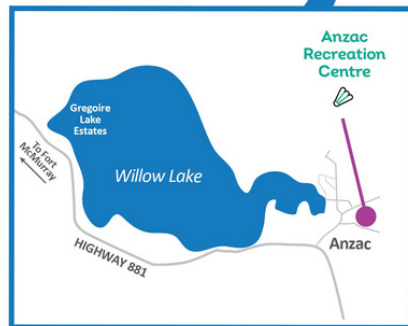 Anzac
Recreation
Centre
Gregoire
Lake
Estates
To Fort
McMurray
Willow Lake
Anzac
HIGHWAY 881